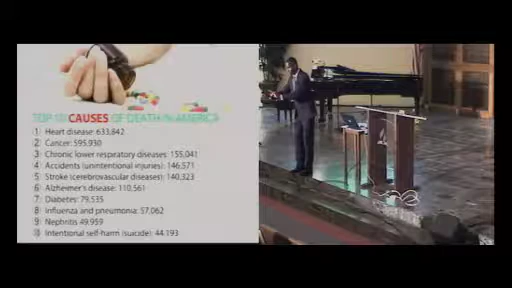 TOP 10 CAUSES OF DEATH IN AMERICA
1 Heart disease: 633,842
2 Cancer: 595,930
3 Chronic lower respiratory diseases: 155,041
4 Accidents (unintentional injuries): 146,571
5 Stroke (cerebrovascular diseases): 140,323
6 Alzheimer's disease: 110,561
7 Diabetes: 79,535
8 Influenza and pneumonia: 57,062
9 Nephritis 49,959
10 Intentional self-harm (suicide): 44,193